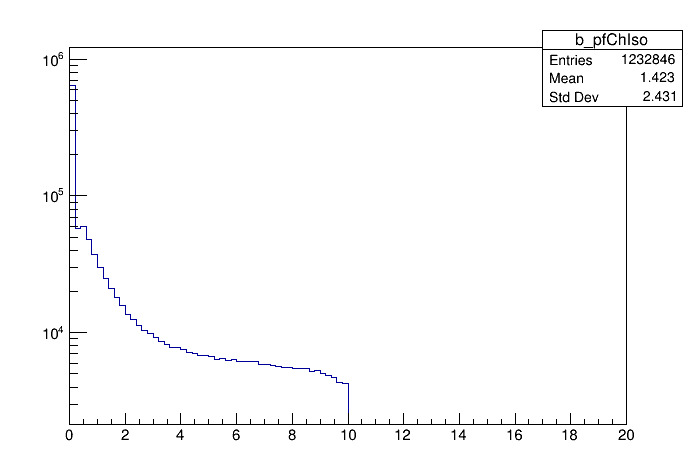 b_pfChIso
Entries 1232846
Mean 1.423
Std Dev 2.431
10⁶
10⁵
10⁴
0 2 4 6 8 10 12 14 16 18 20